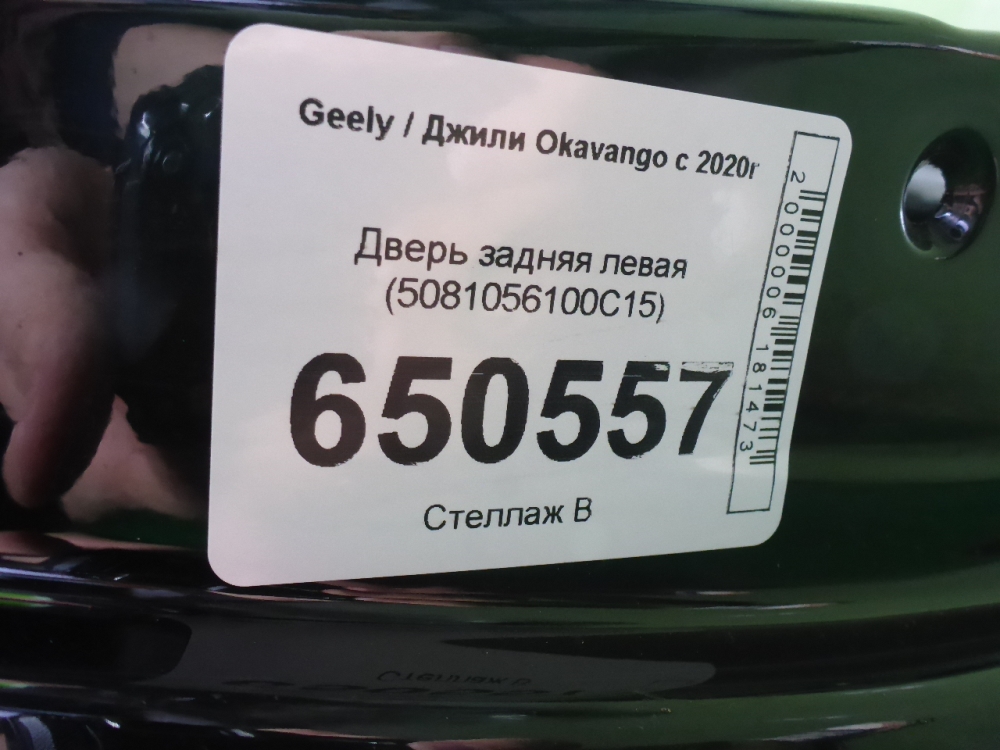 Geely / Джили Okavango с 2020г
Дверь задняя левая
(5081056100C15)
650557
Стеллаж В
2000006181473